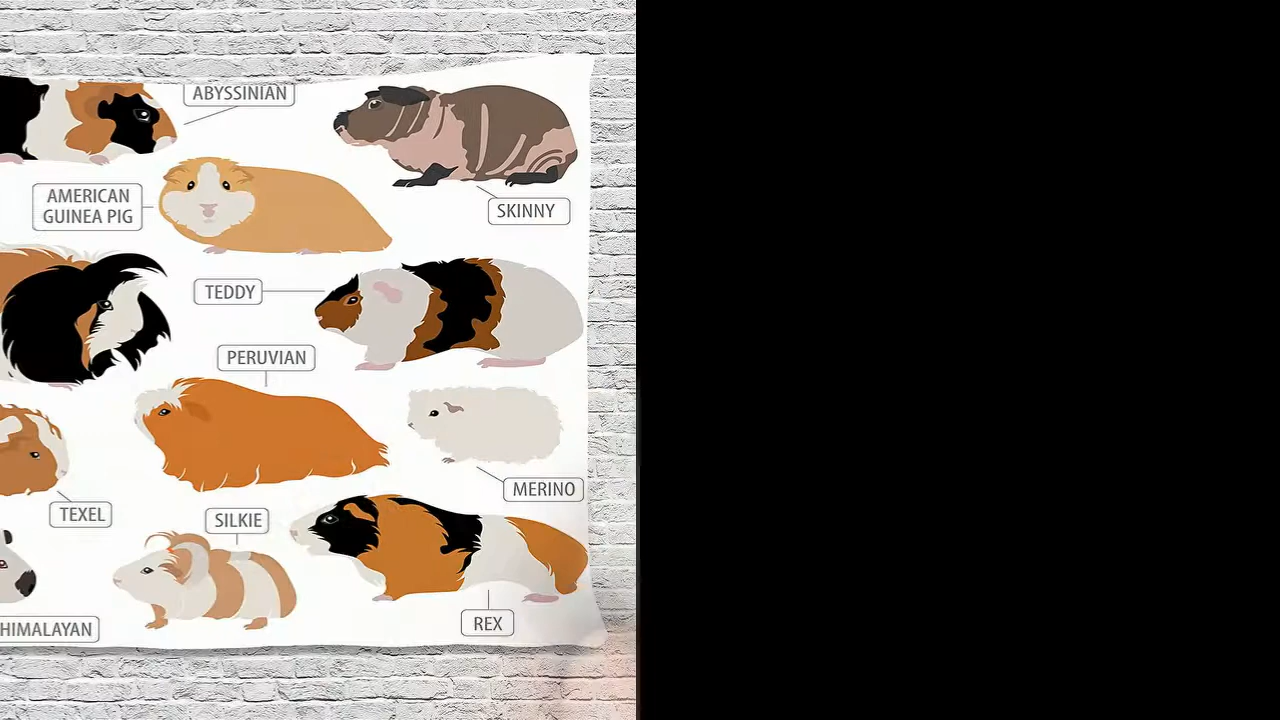 ABYSSINIAN
AMERICAN
GUINEA PIG
SKINNY
TEDDY
PERUVIAN
MERINO
TEXEL
SILKIE
REX
HIMALAYAN